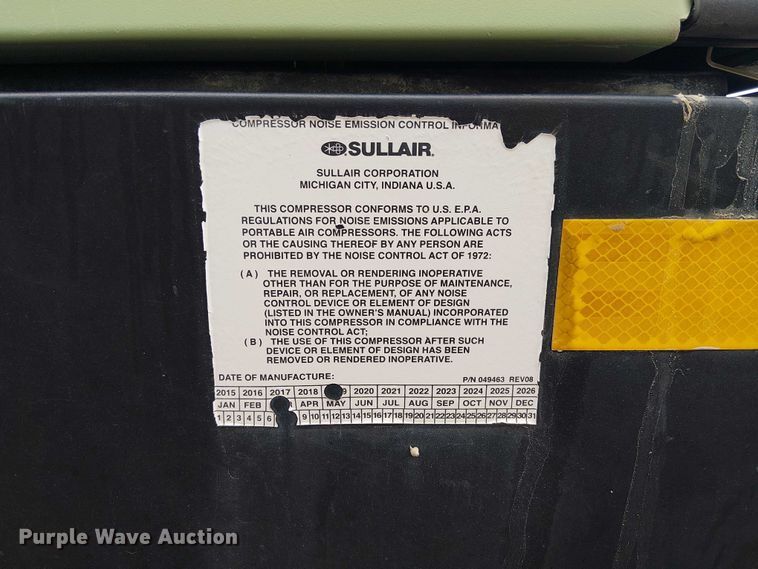 COMPRESSOR NOISE EMISSION CONTROL
SULLAIR.
SULLAIR CORPORATION
MICHIGAN CITY, INDIANA U.S.A.
THIS COMPRESSOR CONFORMS TO U.S. E.P.A.
REGULATIONS FOR NOISE EMISSIONS APPLICABLE TO
PORTABLE AIR COMPRESSORS. THE FOLLOWING ACTS
OR THE CAUSING THEREOF BY ANY PERSON ARE
PROHIBITED BY THE NOISE CONTROL ACT OF 1972:
(A) THE REMOVAL OR RENDERING INOPERATIVE
OTHER THAN FOR THE PURPOSE OF MAINTENANCE,
REPAIR, OR REPLACEMENT, OF ANY NOISE
CONTROL DEVICE OR ELEMENT OF DESIGN
(LISTED IN THE OWNER'S MANUAL) INCORPORATED
INTO THIS COMPRESSOR IN COMPLIANCE WITH THE
NOISE CONTROL ACT;
(B) THE USE OF THIS COMPRESSOR AFTER SUCH
DEVICE OR ELEMENT OF DESIGN HAS BEEN
REMOVED OR RENDERED INOPERATIVE.
DATE OF MANUFACTURE: P/N 049463 REV08
2015 2016 2017 2018 2020 2021 2022 2023 2024 2025 2026
JAN FEB APR MAY JUN JUL AUG SEP OCT NOV DEC
1 2 3 4 5 6 9 10 11 12 13 14 15 16 17 18 19 20 21 22 23 24 25 26 27 28 29 30 31
Purple Wave Auction